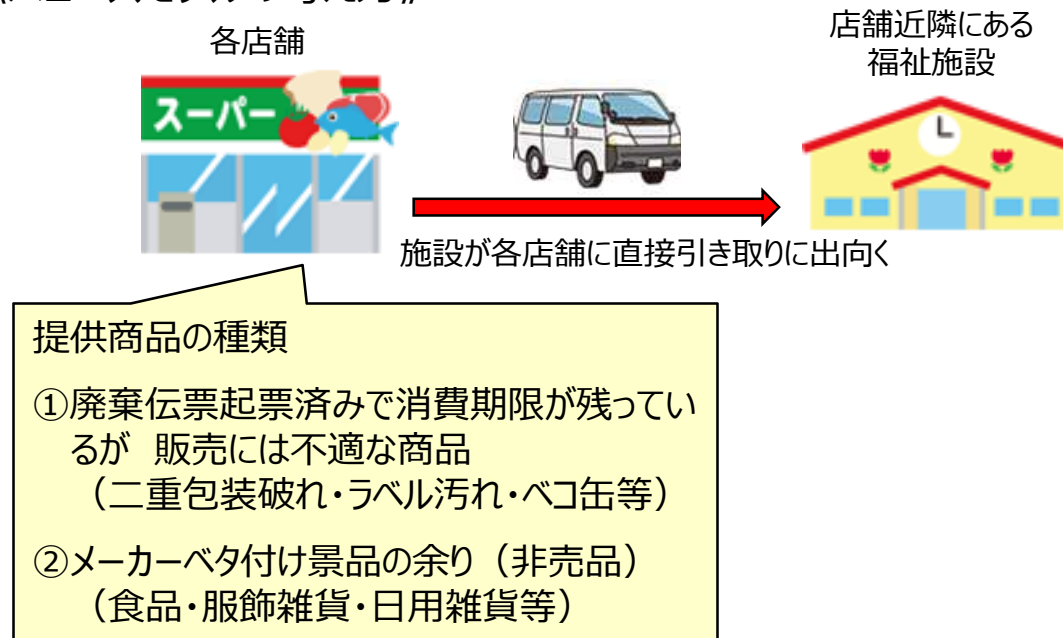 各店舗
店舗近隣にある
福祉施設
スーパー
施設が各店舗に直接引き取りに出向く
提供商品の種類
①廃棄伝票起票済みで消費期限が残ってい
るが 販売には不適な商品
（二重包装破れ・ラベル汚れ・ベコ缶等）
②メーカーベタ付け景品の余り（非売品）
（食品・服飾雑貨・日用雑貨等）